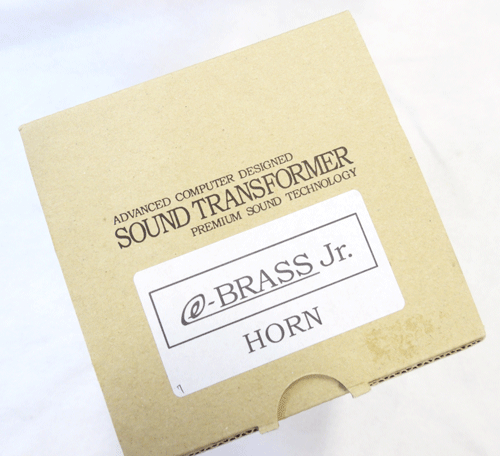 ADVANCED COMPUTER DESIGNED
SOUND TRANSFORMER
PREMIUM SOUND TECHNOLOGY
e-BRASS Jr.
HORN